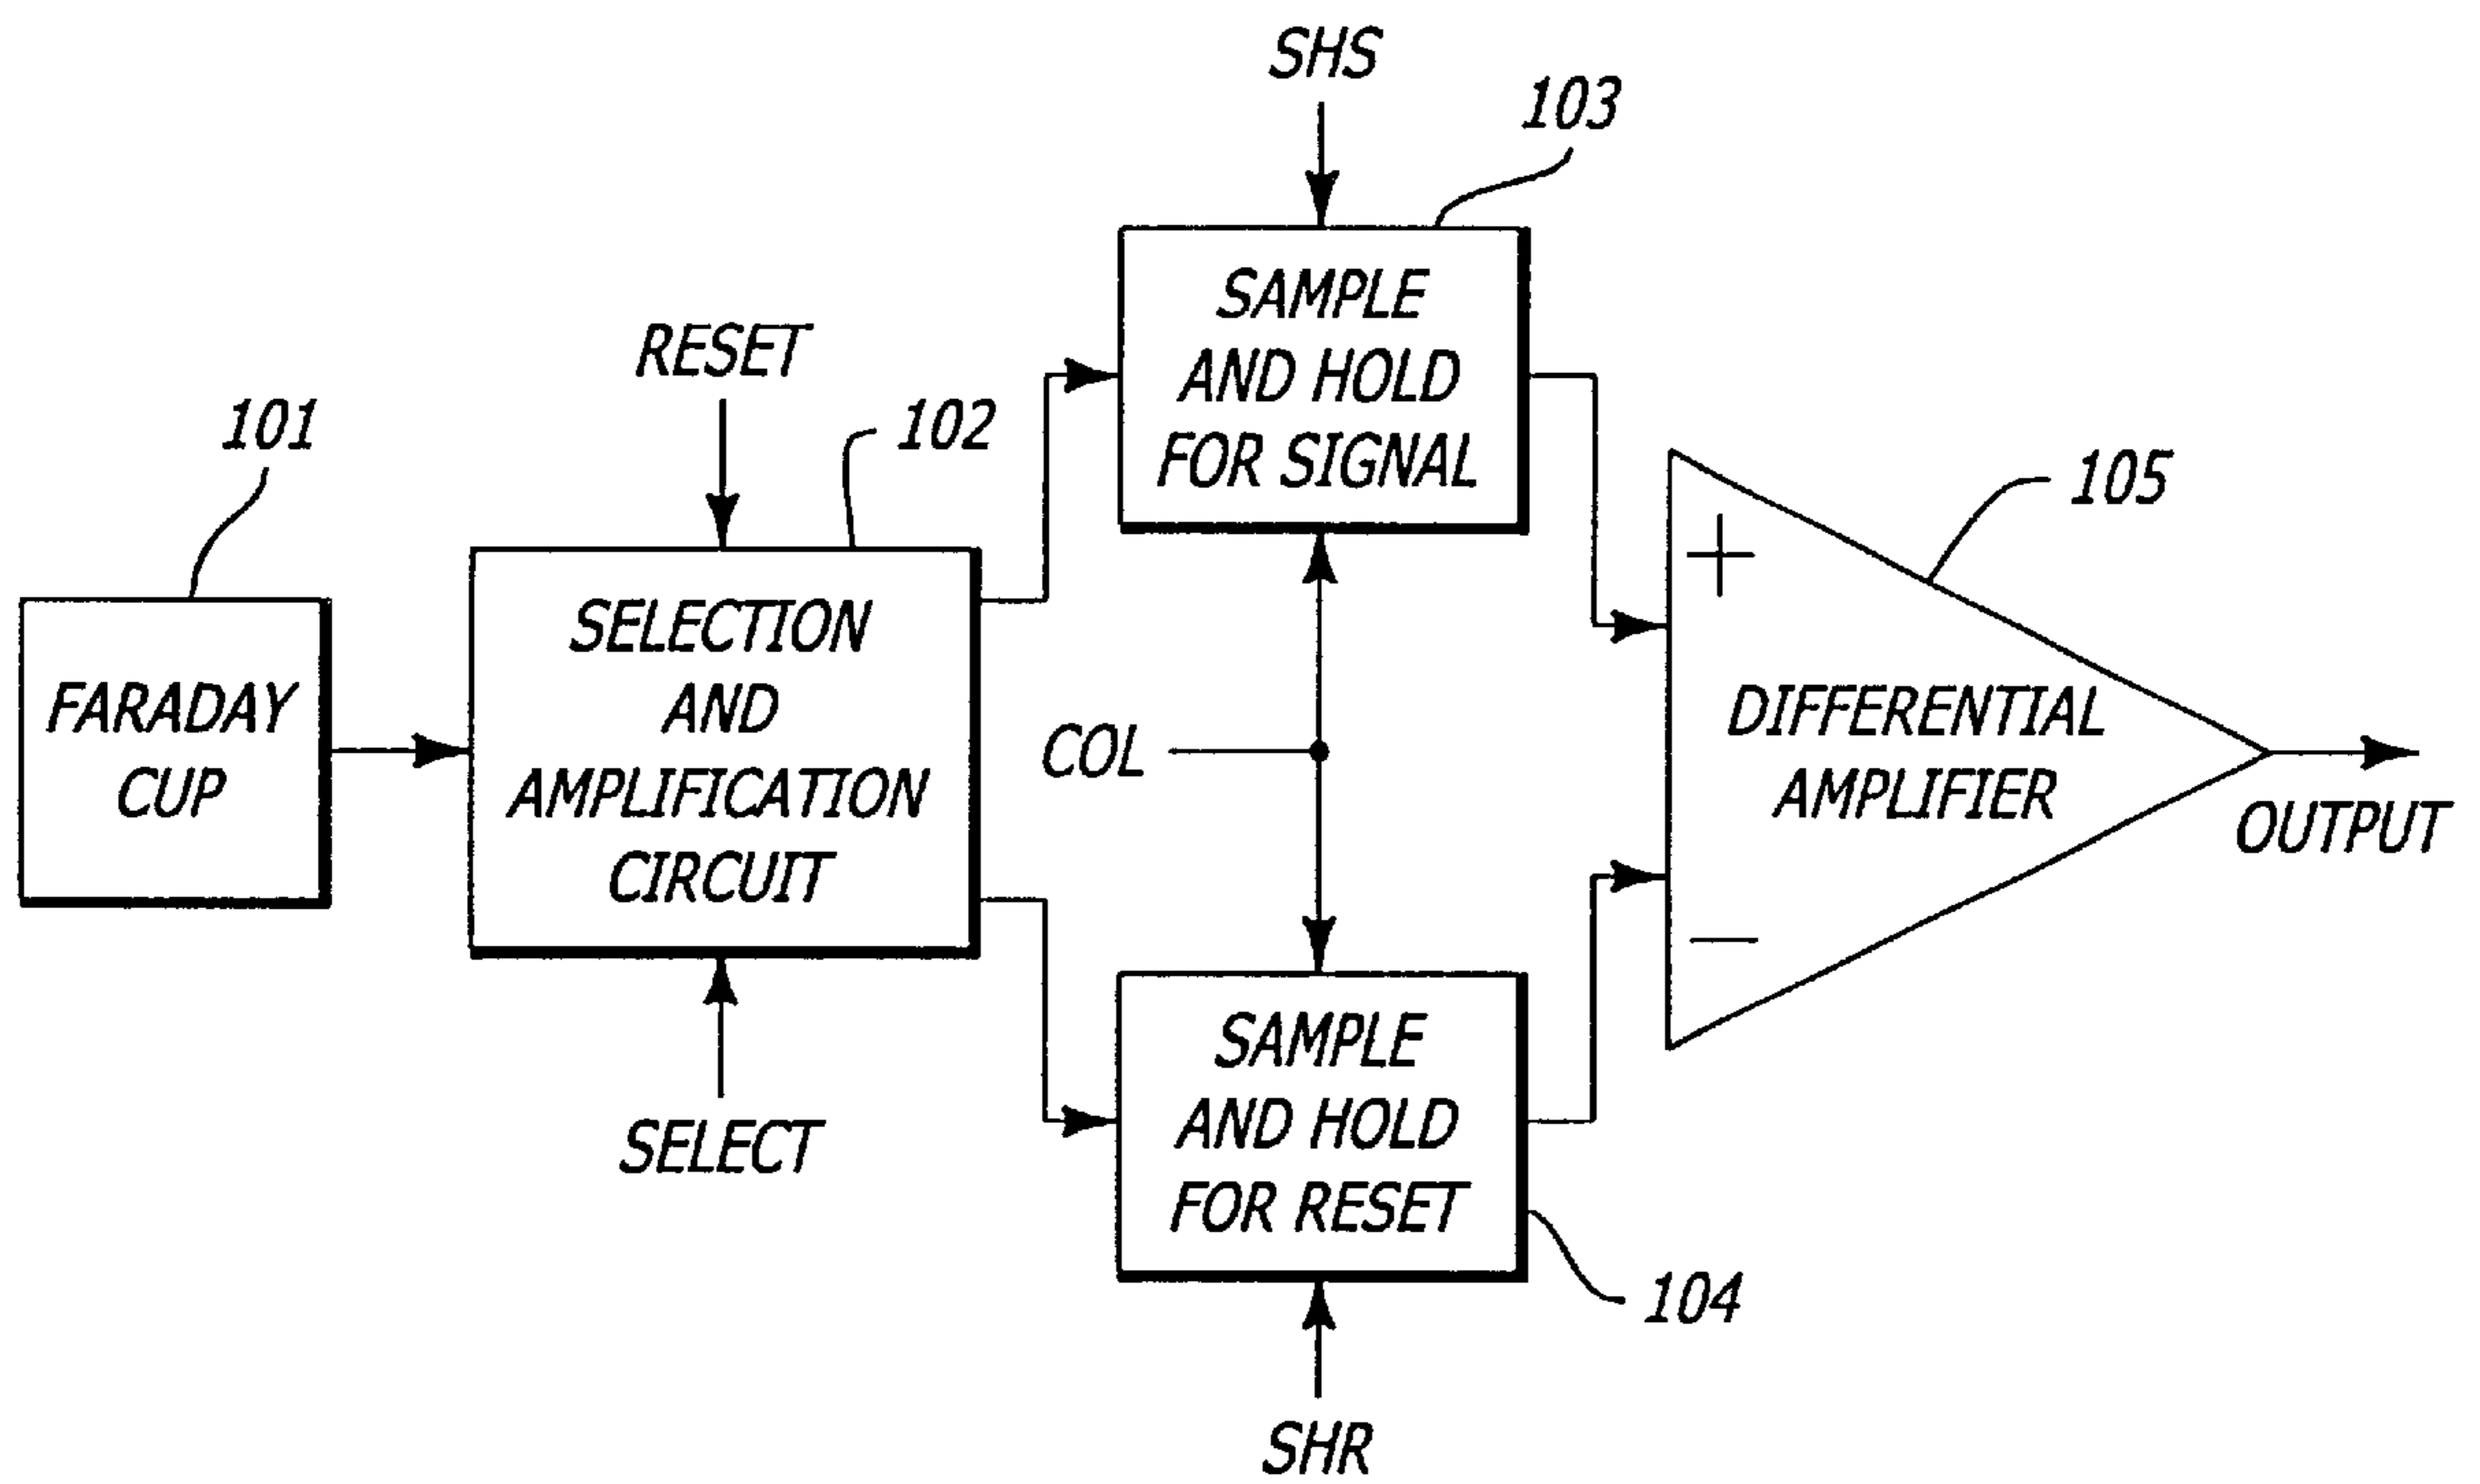 SHS
103
SAMPLE
AND HOLD
FOR SIGNAL
RESET
101
102
105
+
SELECTION
AND
AMPLIFICATION
CIRCUIT
FARADAY
CUP
COL
DIFFERENTIAL
AMPLIFIER
OUTPUT
−
SAMPLE
AND HOLD
FOR RESET
SELECT
104
SHR